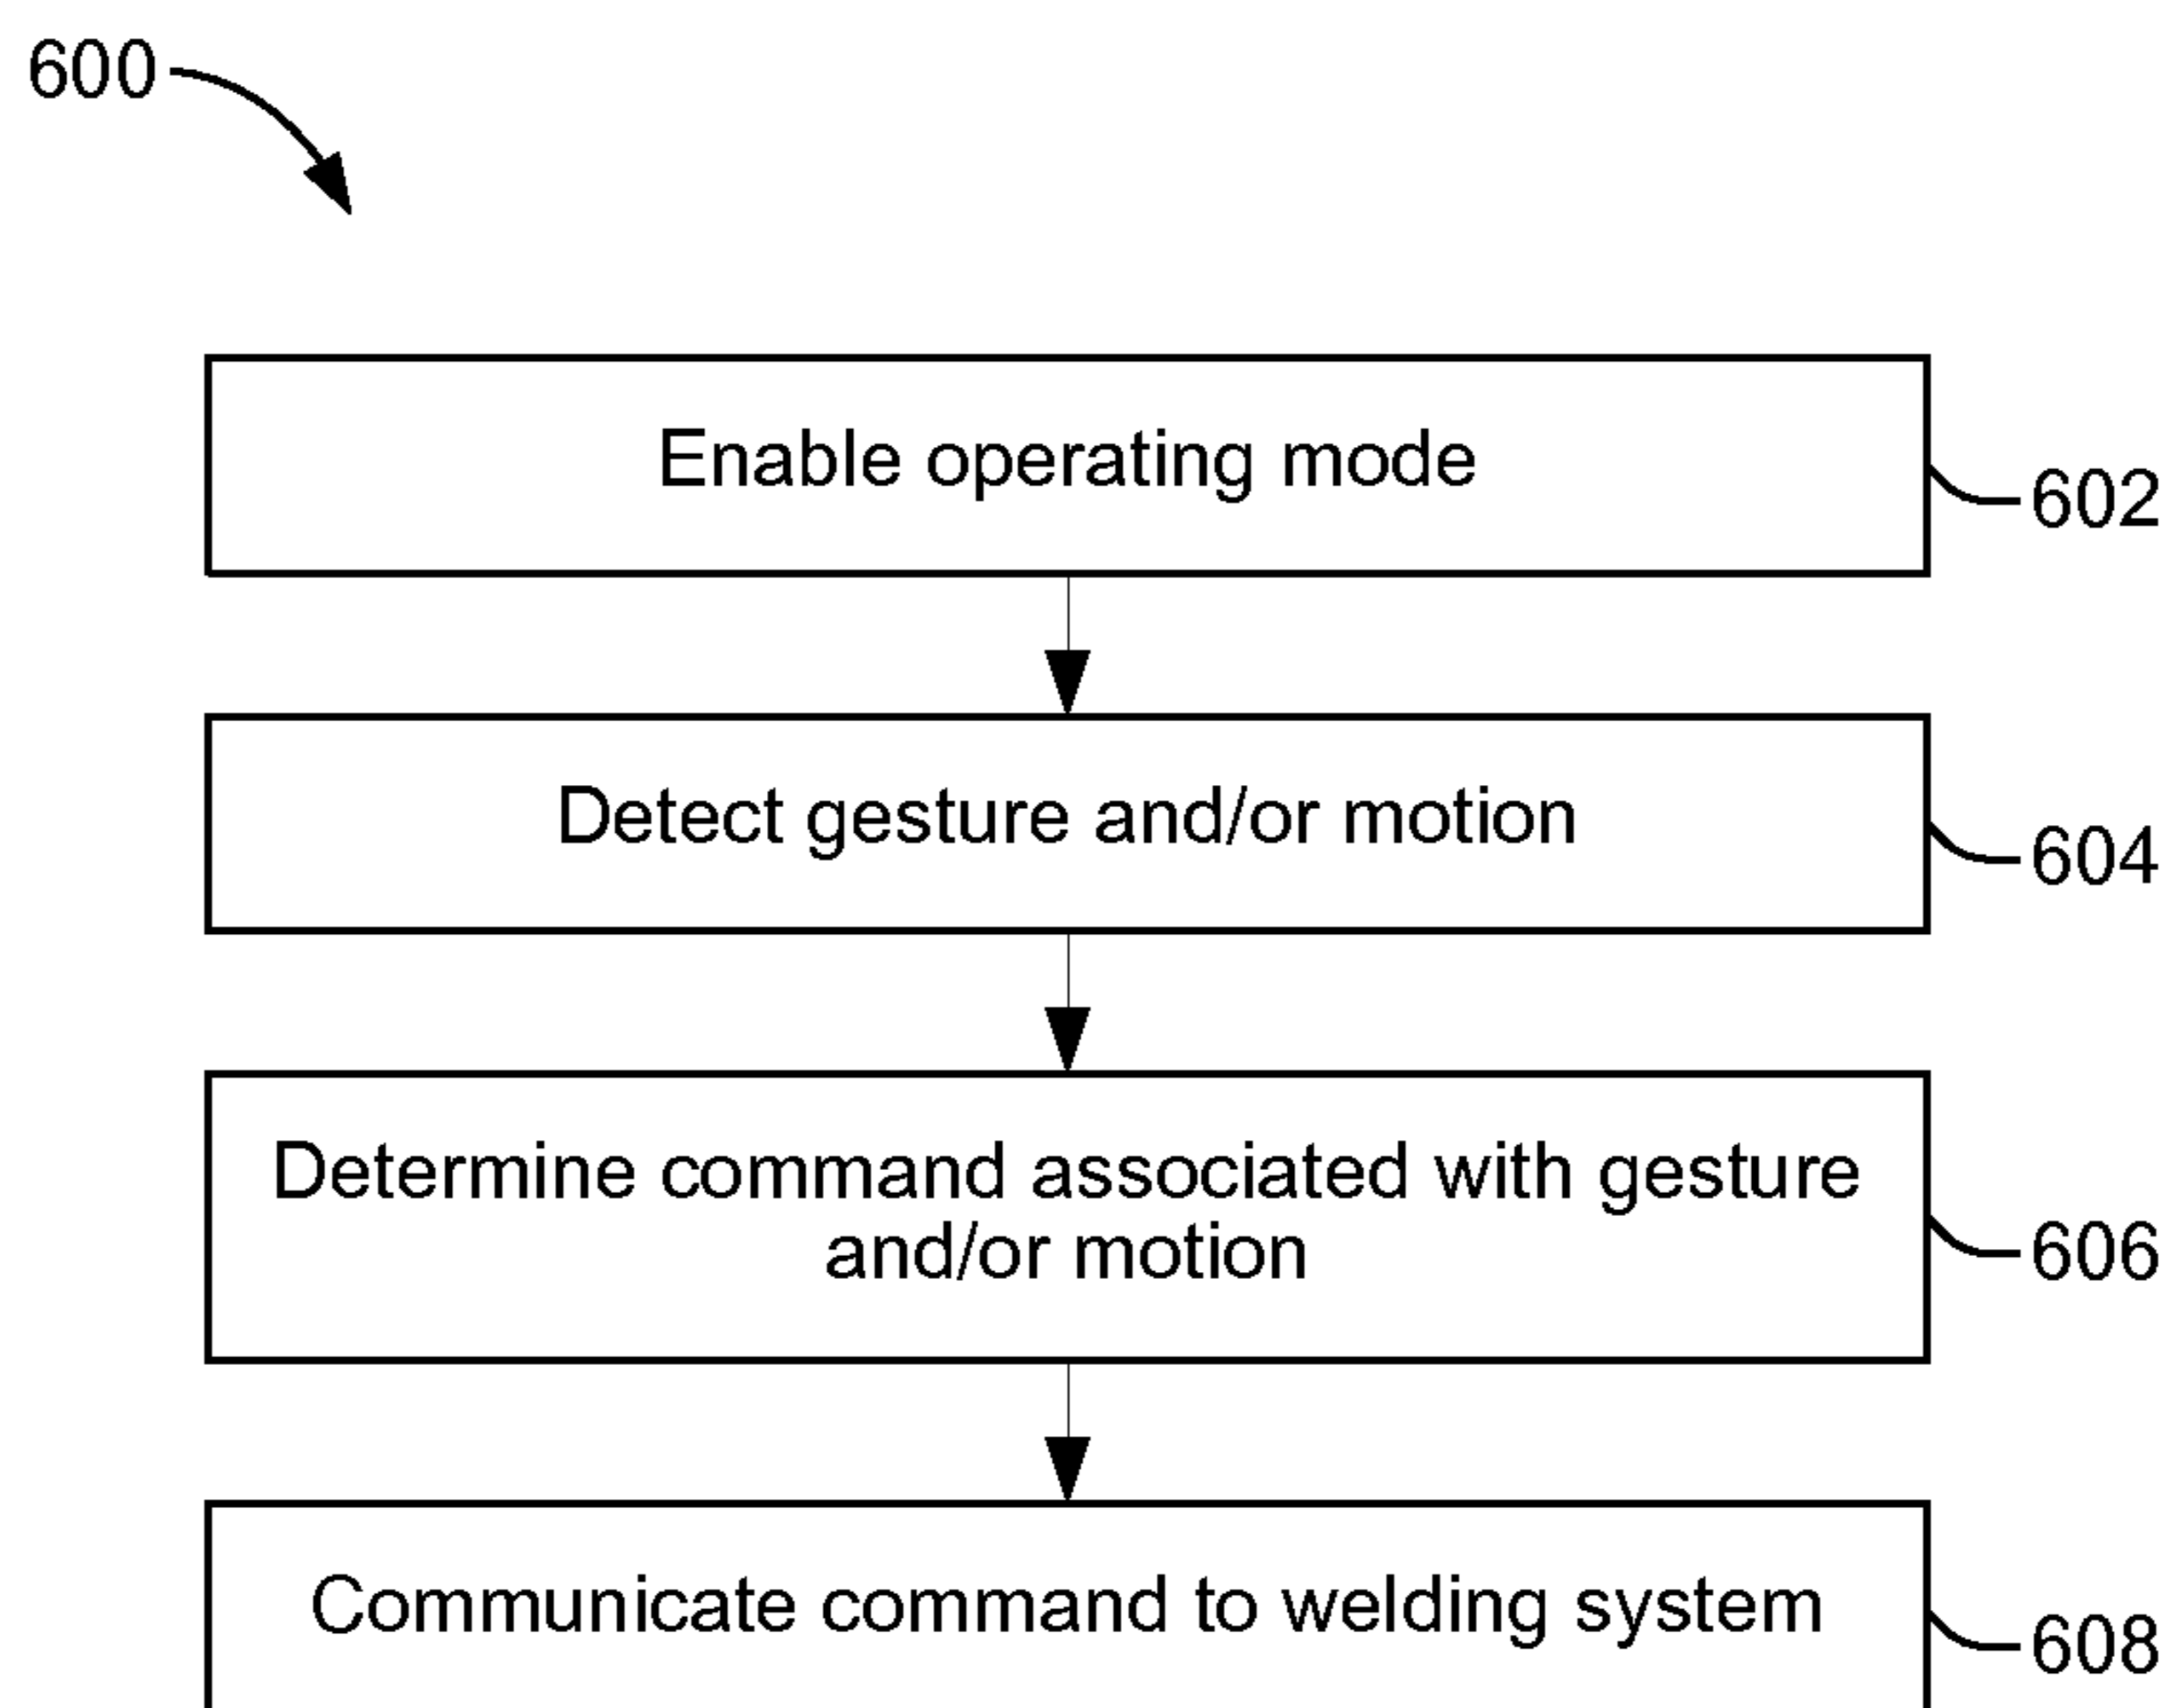 600
Enable operating mode
602
Detect gesture and/or motion
604
Determine command associated with gesture
and/or motion
606
Communicate command to welding system
608